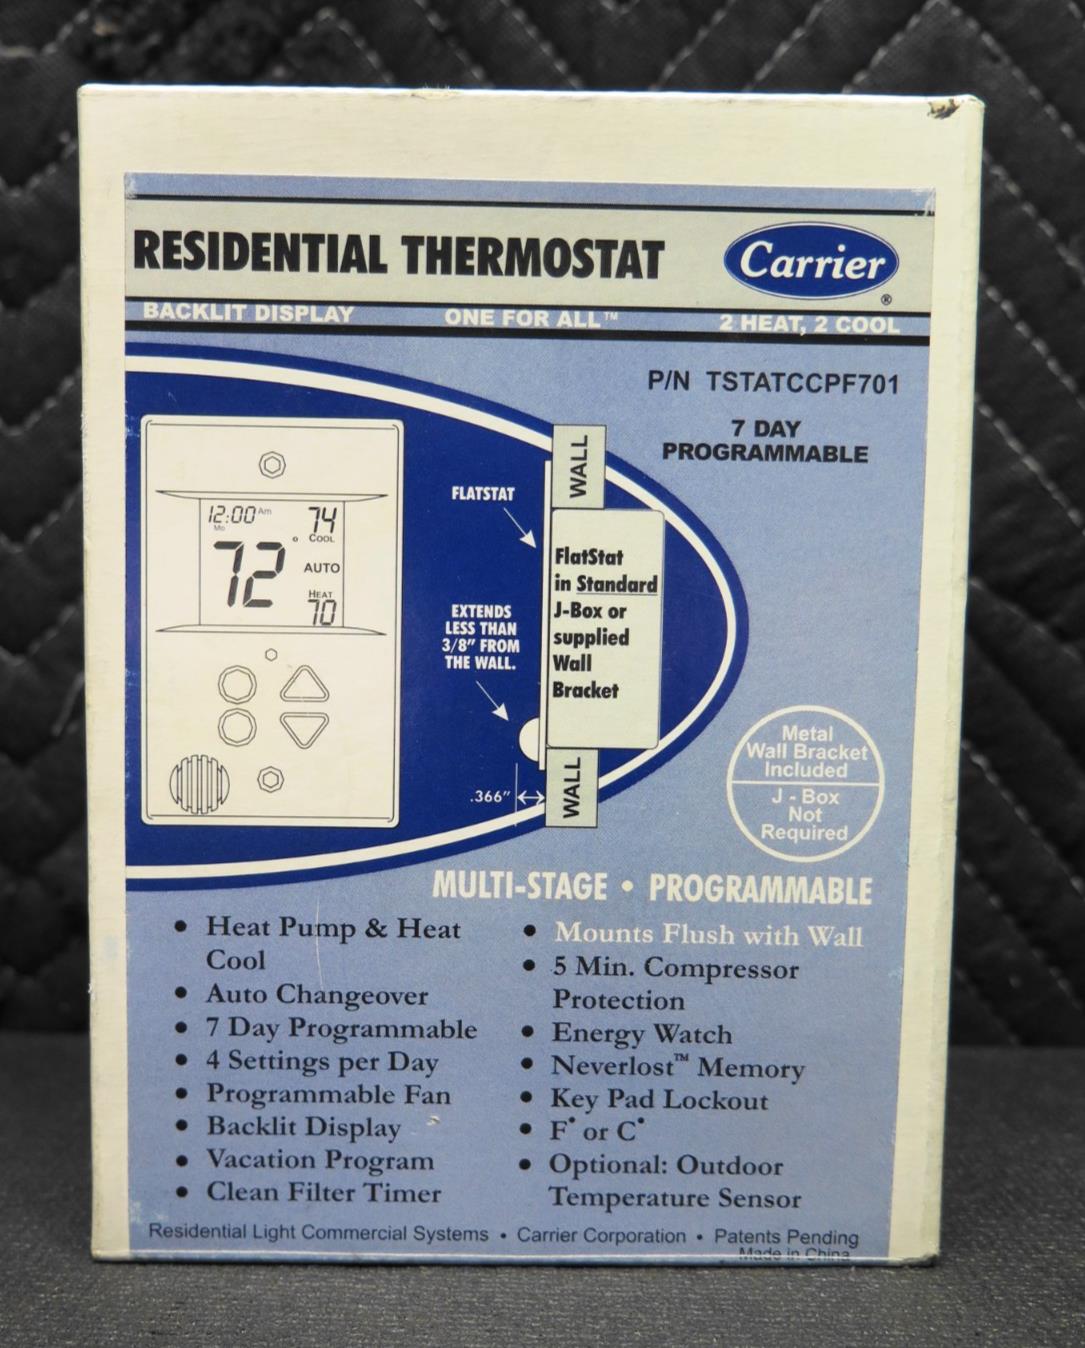 RESIDENTIAL THERMOSTAT
Carrier
®
BACKLIT DISPLAY ONE FOR ALL™ 2 HEAT, 2 COOL
P/N TSTATCCPF701
7 DAY
PROGRAMMABLE
12:00 Am
Mo
74
COOL
72°
AUTO
HEAT
70
FLATSTAT
EXTENDS
LESS THAN
3/8" FROM
THE WALL.
.366"
WALL
FlatStat
in Standard
J-Box or
supplied
Wall
Bracket
WALL
Metal
Wall Bracket
Included
J - Box
Not
Required
MULTI-STAGE • PROGRAMMABLE
• Heat Pump & Heat
Cool
• Auto Changeover
• 7 Day Programmable
• 4 Settings per Day
• Programmable Fan
• Backlit Display
• Vacation Program
• Clean Filter Timer
• Mounts Flush with Wall
• 5 Min. Compressor
Protection
• Energy Watch
• Neverlost™ Memory
• Key Pad Lockout
• F° or C°
• Optional: Outdoor
Temperature Sensor
Residential Light Commercial Systems • Carrier Corporation • Patents Pending
Made in China